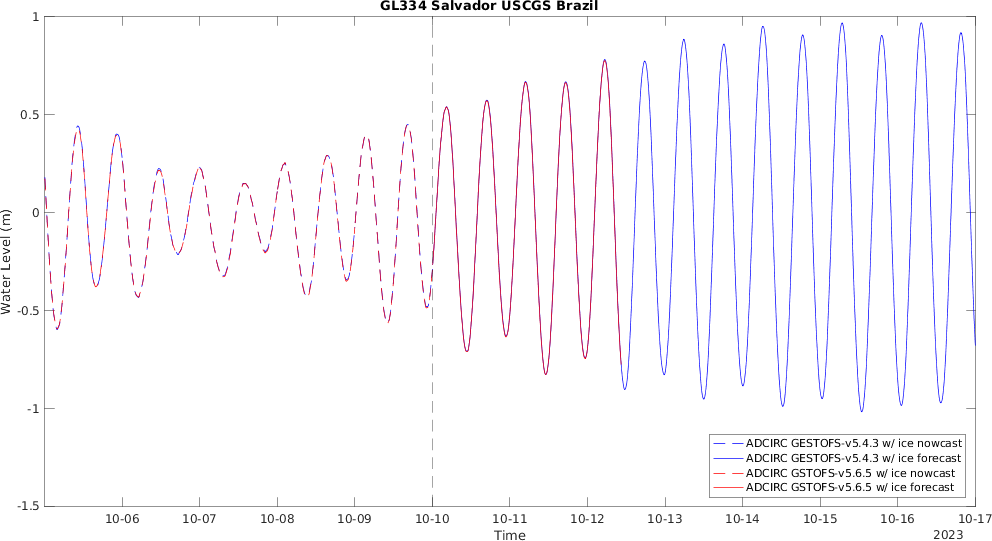 GL334 Salvador USCGS Brazil
1
0.5
0
-0.5
-1
-1.5
Water Level (m)
10-06 10-07 10-08 10-09 10-10 10-11 10-12 10-13 10-14 10-15 10-16 10-17
Time
2023
ADCIRC GESTOFS-v5.4.3 w/ ice nowcast
ADCIRC GESTOFS-v5.4.3 w/ ice forecast
ADCIRC GSTOFS-v5.6.5 w/ ice nowcast
ADCIRC GSTOFS-v5.6.5 w/ ice forecast